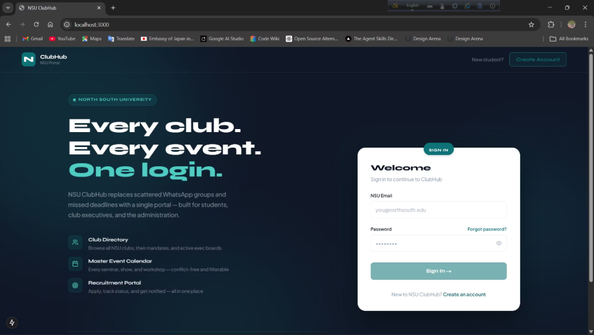 NSU ClubHub
English
localhost:3000
Gmail
YouTube
Maps
Translate
Embassy of Japan in...
Google AI Studio
Code Wiki
Open Source Altern...
The Agent Skills Dir...
Design Arena
Design Arena
All Bookmarks
N
ClubHub
NSU Portal
New student?
Create Account
NORTH SOUTH UNIVERSITY
Every club.
Every event.
One login.
NSU ClubHub replaces scattered WhatsApp groups and
missed deadlines with a single portal — built for students,
club executives, and the administration.
Club Directory
Browse all NSU clubs, their mandates, and active exec boards
Master Event Calendar
Every seminar, show, and workshop — conflict-free and filterable
Recruitment Portal
Apply, track status, and get notified — all in one place
SIGN IN
Welcome
Sign in to continue to ClubHub
NSU Email
you@northsouth.edu
Password
Forgot password?
Sign In →
New to NSU ClubHub? Create an account